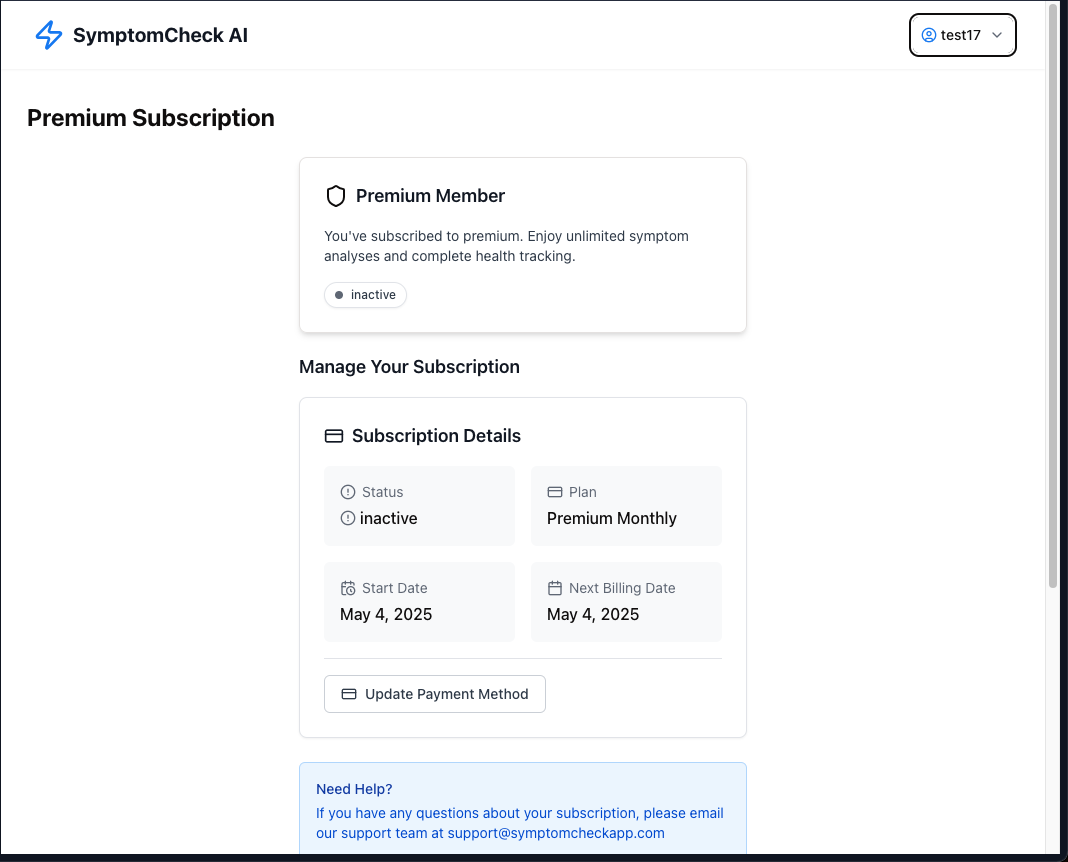 SymptomCheck AI
test17
Premium Subscription
Premium Member
You've subscribed to premium. Enjoy unlimited symptom
analyses and complete health tracking.
inactive
Manage Your Subscription
Subscription Details
Status
inactive
Plan
Premium Monthly
Start Date
May 4, 2025
Next Billing Date
May 4, 2025
Update Payment Method
Need Help?
If you have any questions about your subscription, please email
our support team at support@symptomcheckapp.com